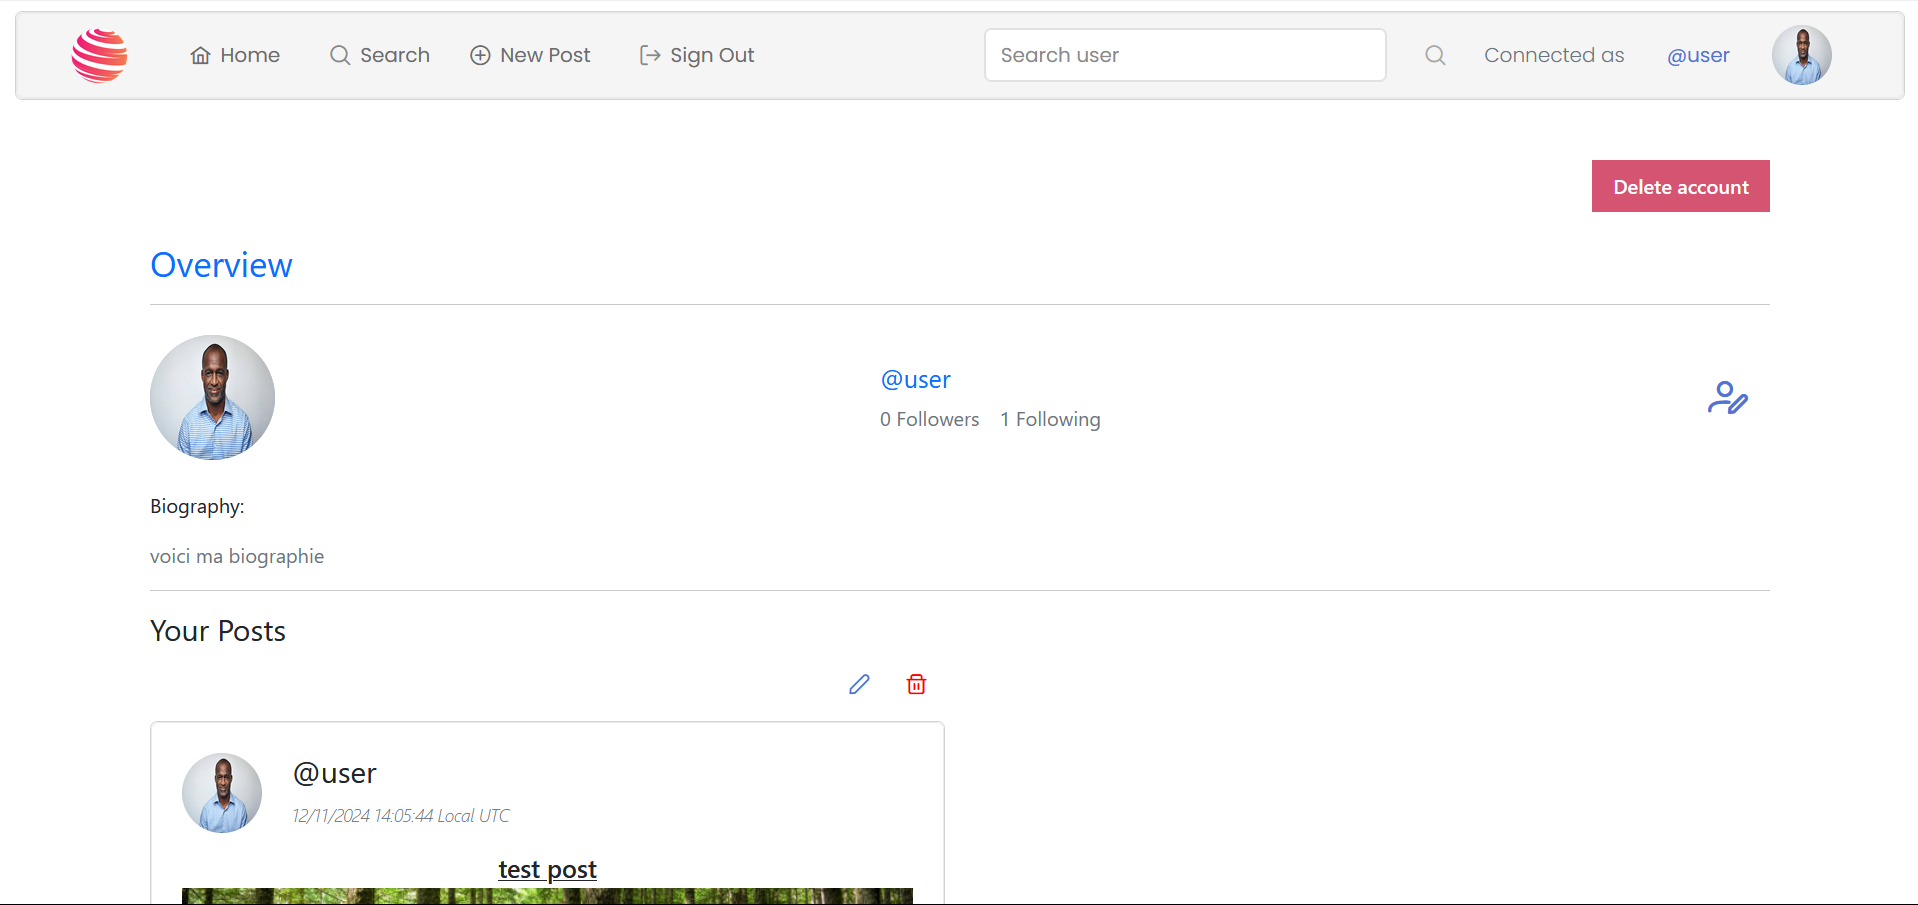 Home Search New Post Sign Out Search user Connected as @user
Delete account
Overview
@user
0 Followers 1 Following
Biography:
voici ma biographie
Your Posts
@user
12/11/2024 14:05:44 Local UTC
test post